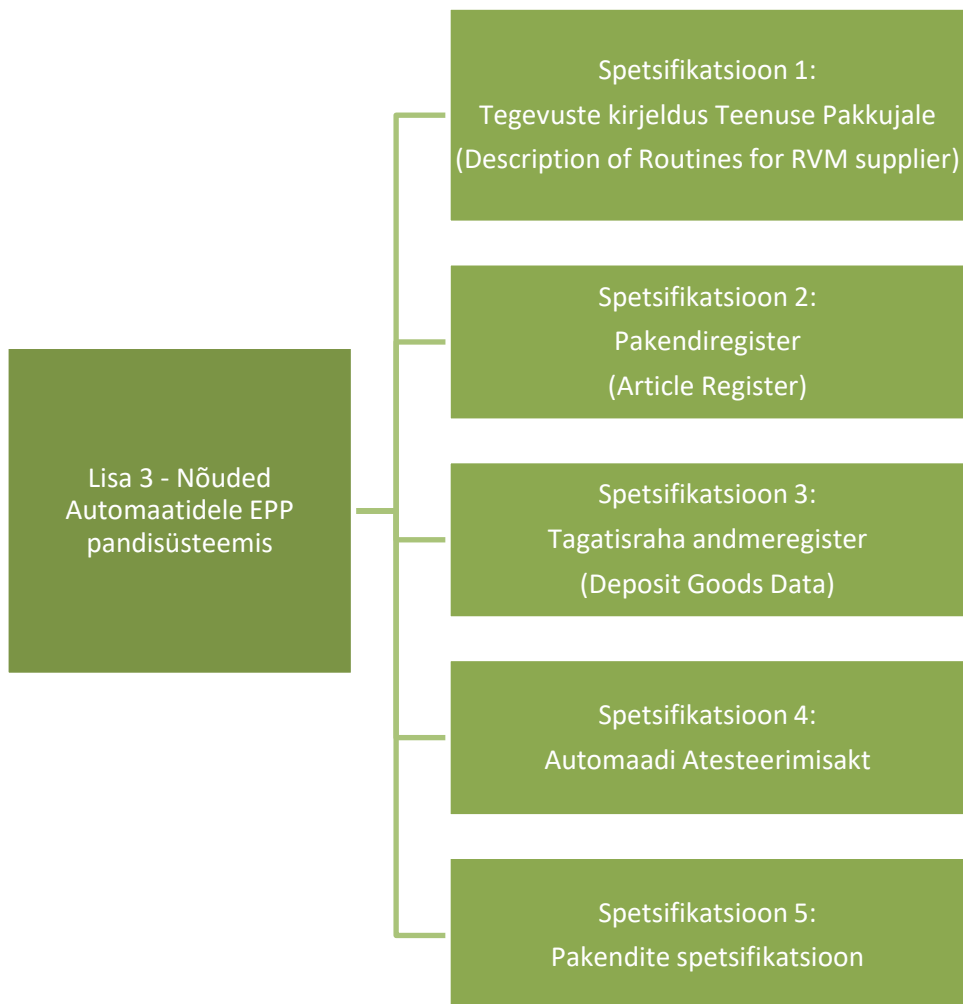 Spetsifikatsioon 1:
Tegevuste kirjeldus Teenuse Pakkujale
(Description of Routines for RVM supplier)
Spetsifikatsioon 2:
Pakendiregister
(Article Register)
Lisa 3 - Nõuded
Automaatidele EPP
pandisüsteemis
Spetsifikatsioon 3:
Tagatisraha andmeregister
(Deposit Goods Data)
Spetsifikatsioon 4:
Automaadi Atesteerimisakt
Spetsifikatsioon 5:
Pakendite spetsifikatsioon